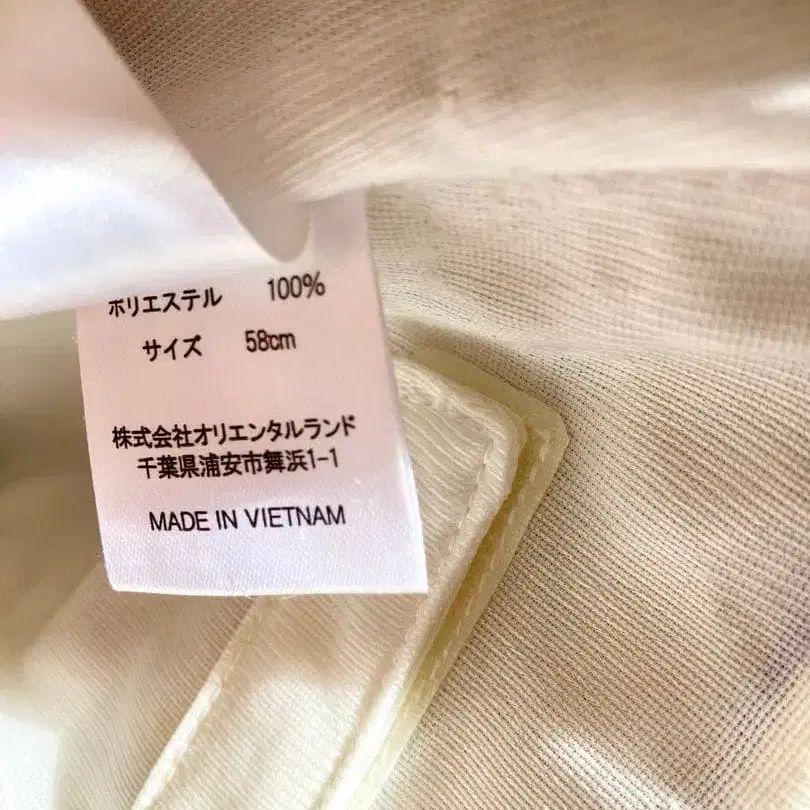 ポリエステル 100%
サイズ 58cm
株式会社オリエンタルランド
千葉県浦安市舞浜1-1
MADE IN VIETNAM